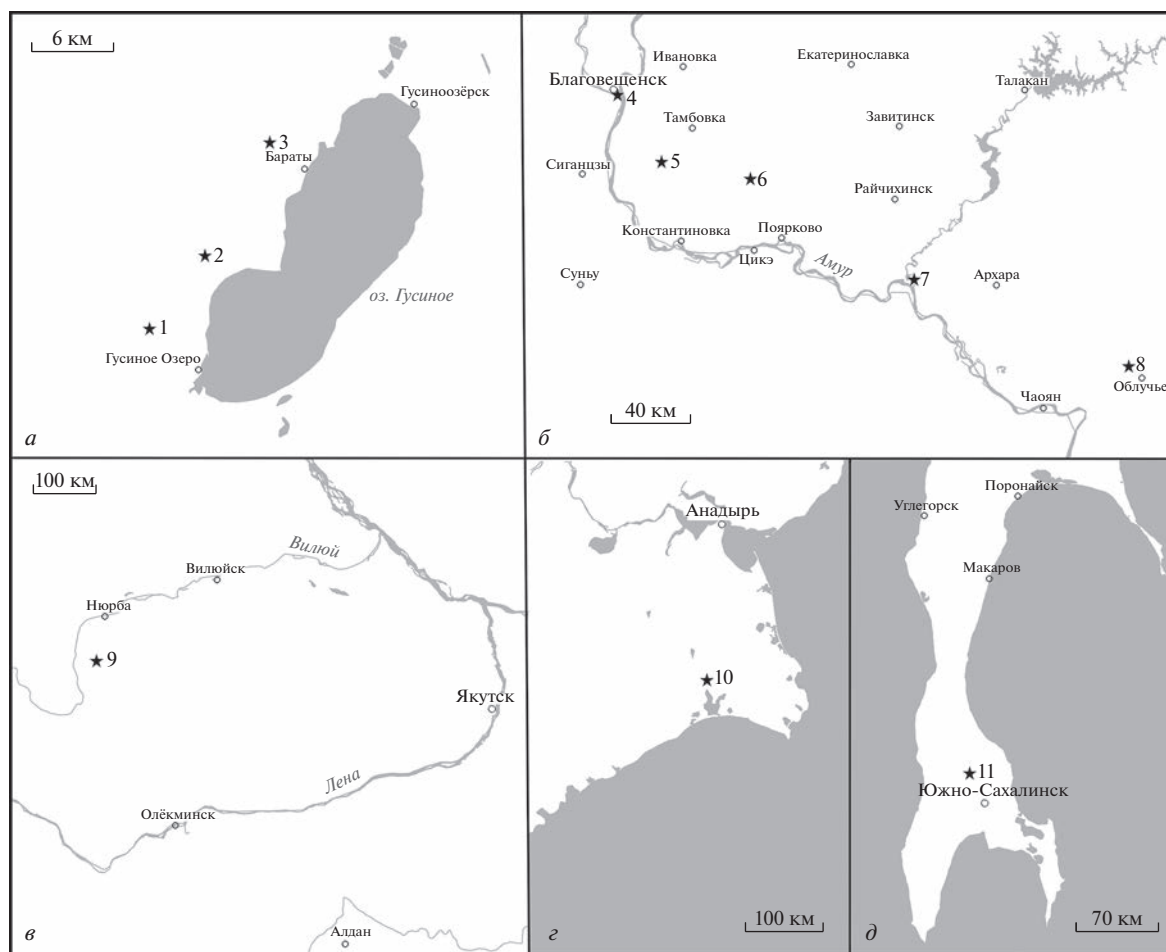 6 км
Гусиноозёрск
3
Бараты
2
оз. Гусиное
1
Гусиное Озеро
а
Ивановка
Екатеринославка
Благовещенск
Талакан
4
Тамбовка
Завитинск
5
Сиганцзы
6
Райчихинск
Константиновка
Поярково
Цикэ
Амур
Суньу
7
Архара
8
Облучье
40 км
Чаоян
б
100 км
Вилюй
Вилюйск
Нюрба
9
Якутск
Лена
Олёкминск
Алдан
в
Анадырь
10
100 км
г
Поронайск
Углегорск
Макаров
11
Южно-Сахалинск
70 км
д